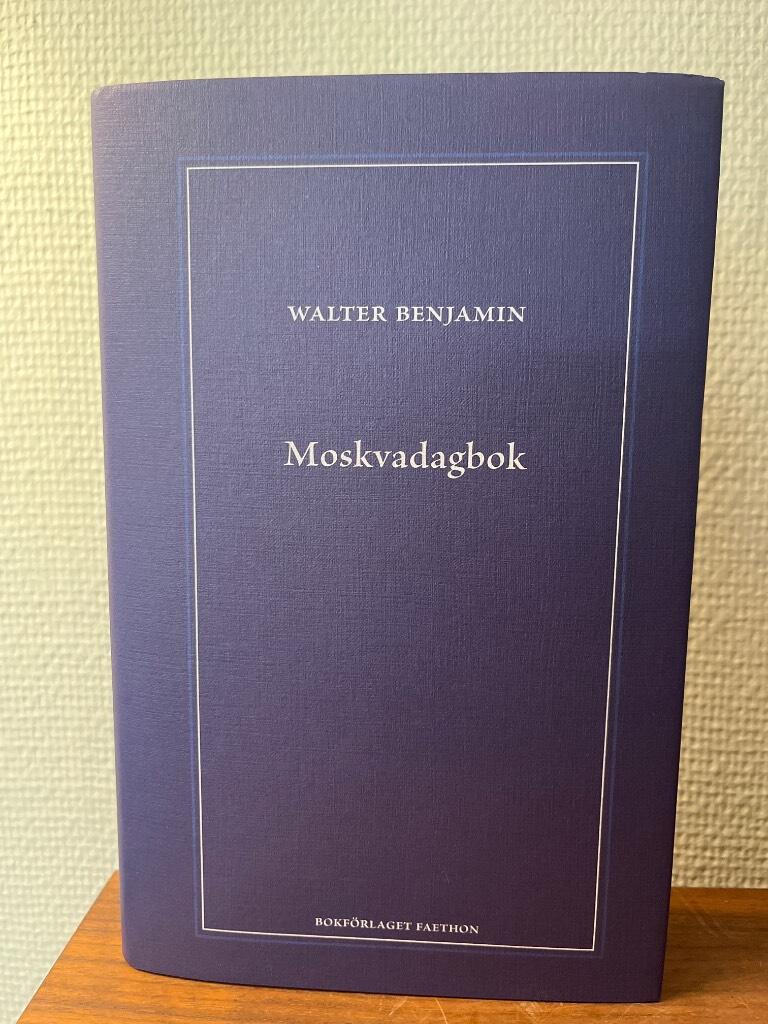 WALTER BENJAMIN
Moskvadagbok
BOKFÖRLAGET FAETHON